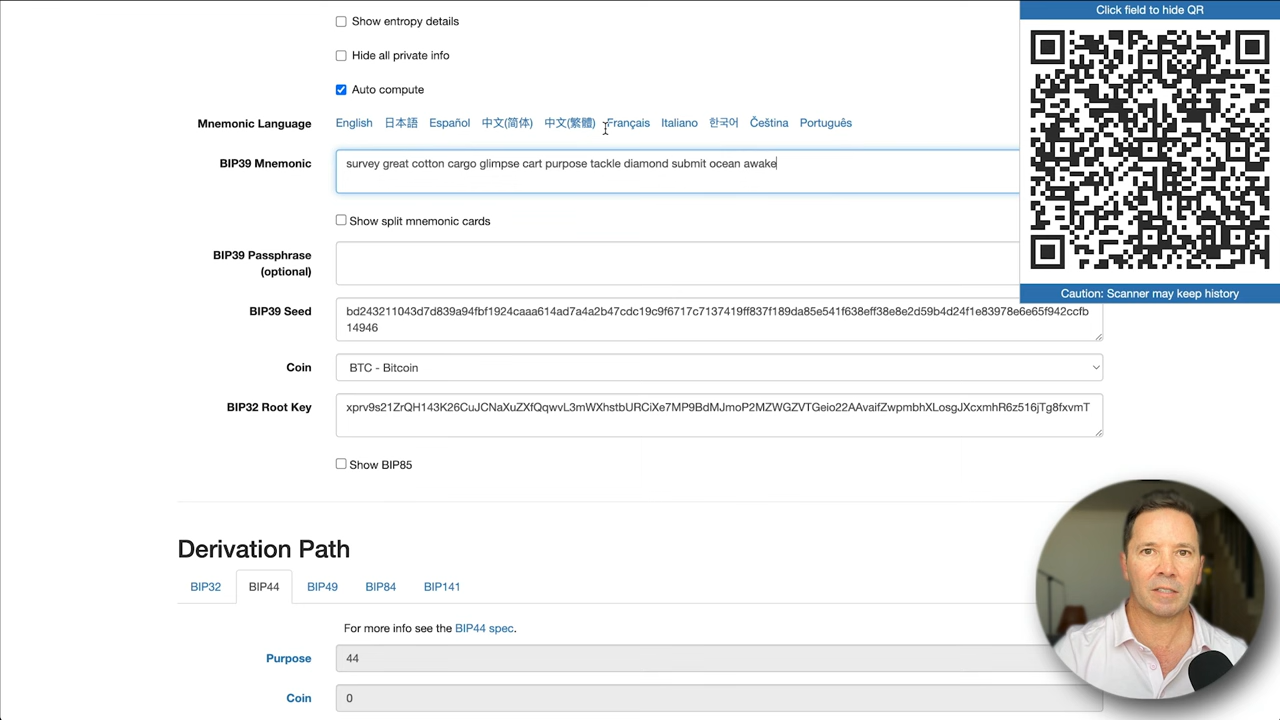 Show entropy details
Hide all private info
Auto compute
Mnemonic Language
English 日本語 Español 中文(简体) 中文(繁體) Français Italiano 한국어 Čeština Português
BIP39 Mnemonic
survey great cotton cargo glimpse cart purpose tackle diamond submit ocean awake
Show split mnemonic cards
BIP39 Passphrase
(optional)
BIP39 Seed
bd243211043d7d839a94fbf1924caaa614ad7a4a2b47cdc19c9f6717c7137419ff837f189da85e541f638eff38e8e2d59b4d24f1e83978e6e65f942ccfb
14946
Coin
BTC - Bitcoin
BIP32 Root Key
xprv9s21ZrQH143K26CuJCNaXuZXfQqwvL3mWXhstbURCiXe7MP9BdMJmoP2MZWGZVTGeio22AAvaifZwpmbhXLosgJXcxmhR6z516jTg8fxvmT
Show BIP85
Derivation Path
BIP32 BIP44 BIP49 BIP84 BIP141
For more info see the BIP44 spec.
Purpose
44
Coin
0
Click field to hide QR
Caution: Scanner may keep history